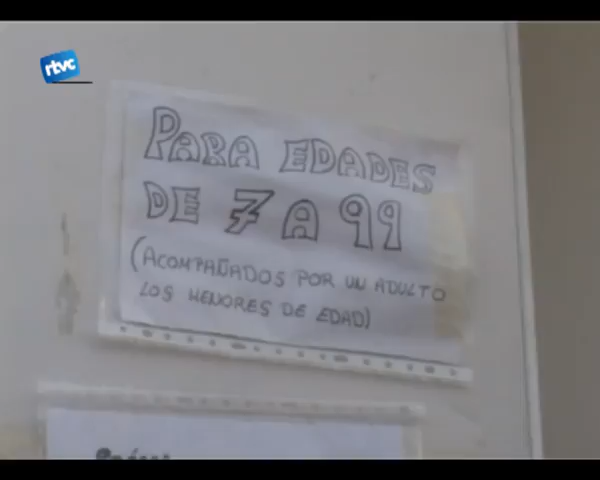 rtvc
PARA EDADES
DE 7 A 99
(ACOMPAÑADOS POR UN ADULTO
LOS MENORES DE EDAD)